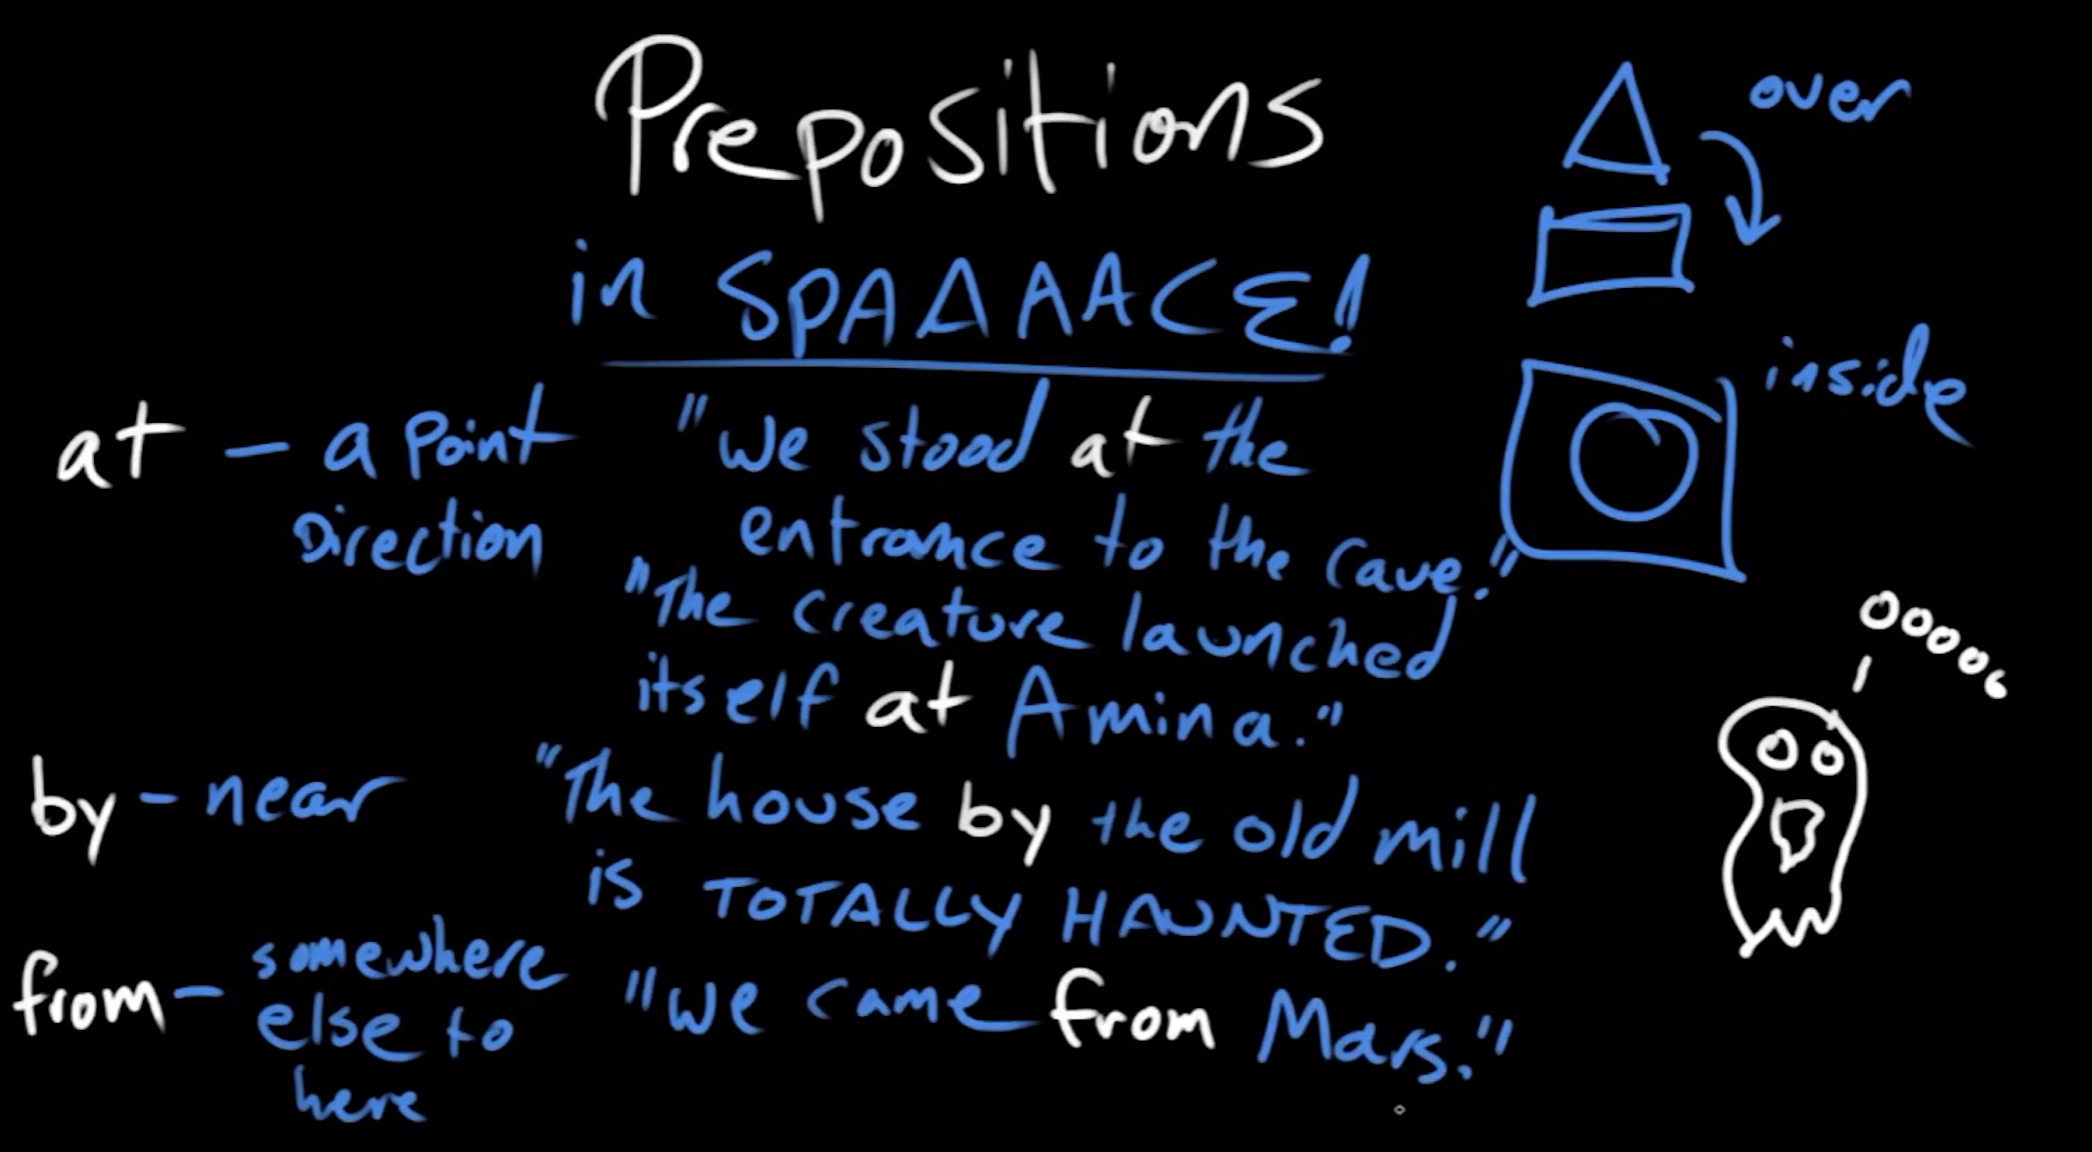 Prepositions
in SPAAAACE!
over
inside
at - a point
direction
"We stood at the
entrance to the cave."
"The creature launched
itself at Amina."
by - near
"The house by the old mill
is TOTALLY HAUNTED."
ooooo
from - somewhere
else to
here
"We came from Mars."